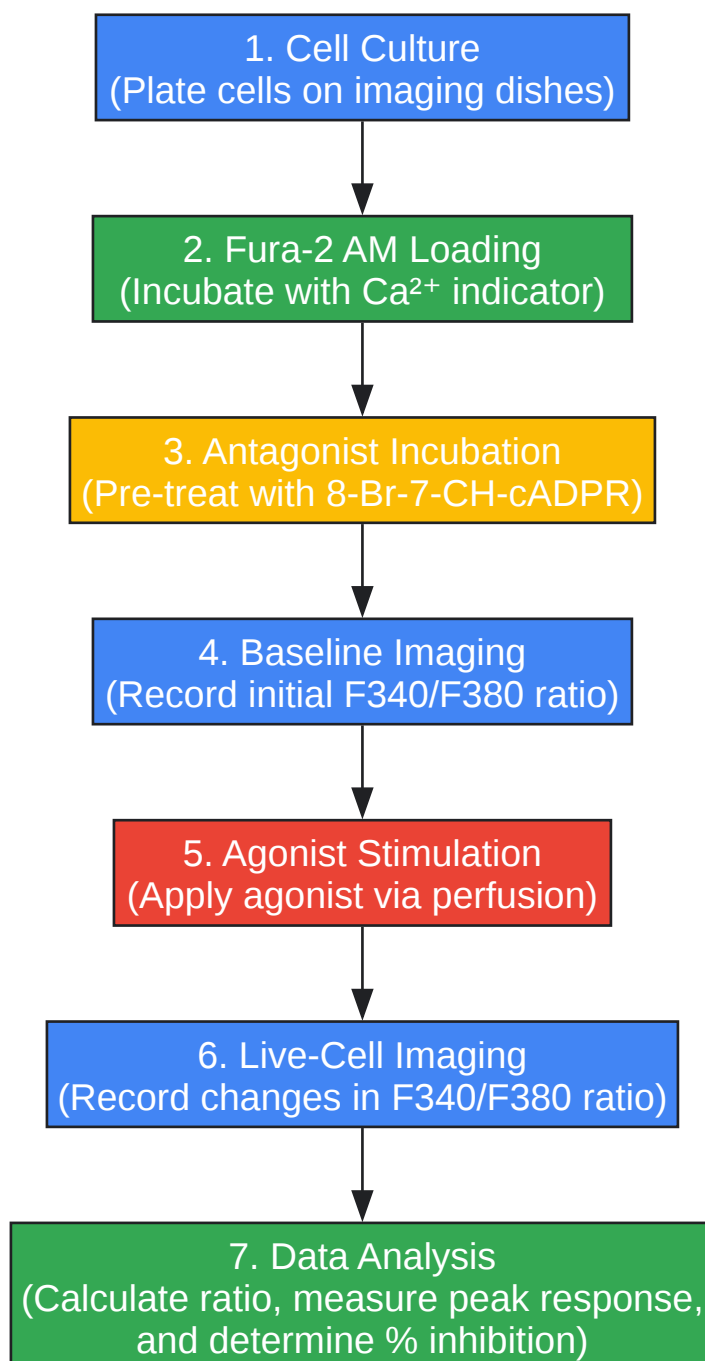 1. Cell Culture
(Plate cells on imaging dishes)
2. Fura-2 AM Loading
(Incubate with Ca²⁺ indicator)
3. Antagonist Incubation
(Pre-treat with 8-Br-7-CH-cADPR)
4. Baseline Imaging
(Record initial F340/F380 ratio)
5. Agonist Stimulation
(Apply agonist via perfusion)
6. Live-Cell Imaging
(Record changes in F340/F380 ratio)
7. Data Analysis
(Calculate ratio, measure peak response,
and determine % inhibition)